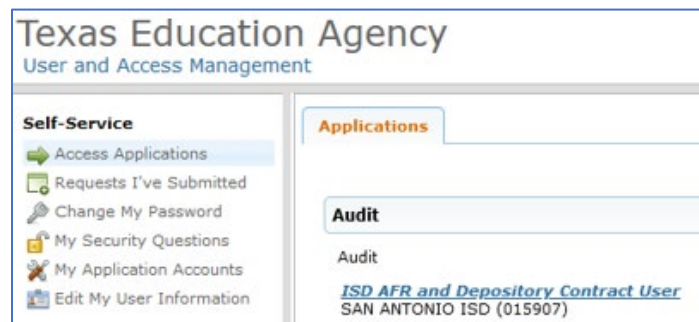 Texas Education Agency
User and Access Management
Self-Service
Access Applications
Requests I've Submitted
Change My Password
My Security Questions
My Application Accounts
Edit My User Information
Applications
Audit
Audit
ISD AFR and Depository Contract User
SAN ANTONIO ISD (015907)